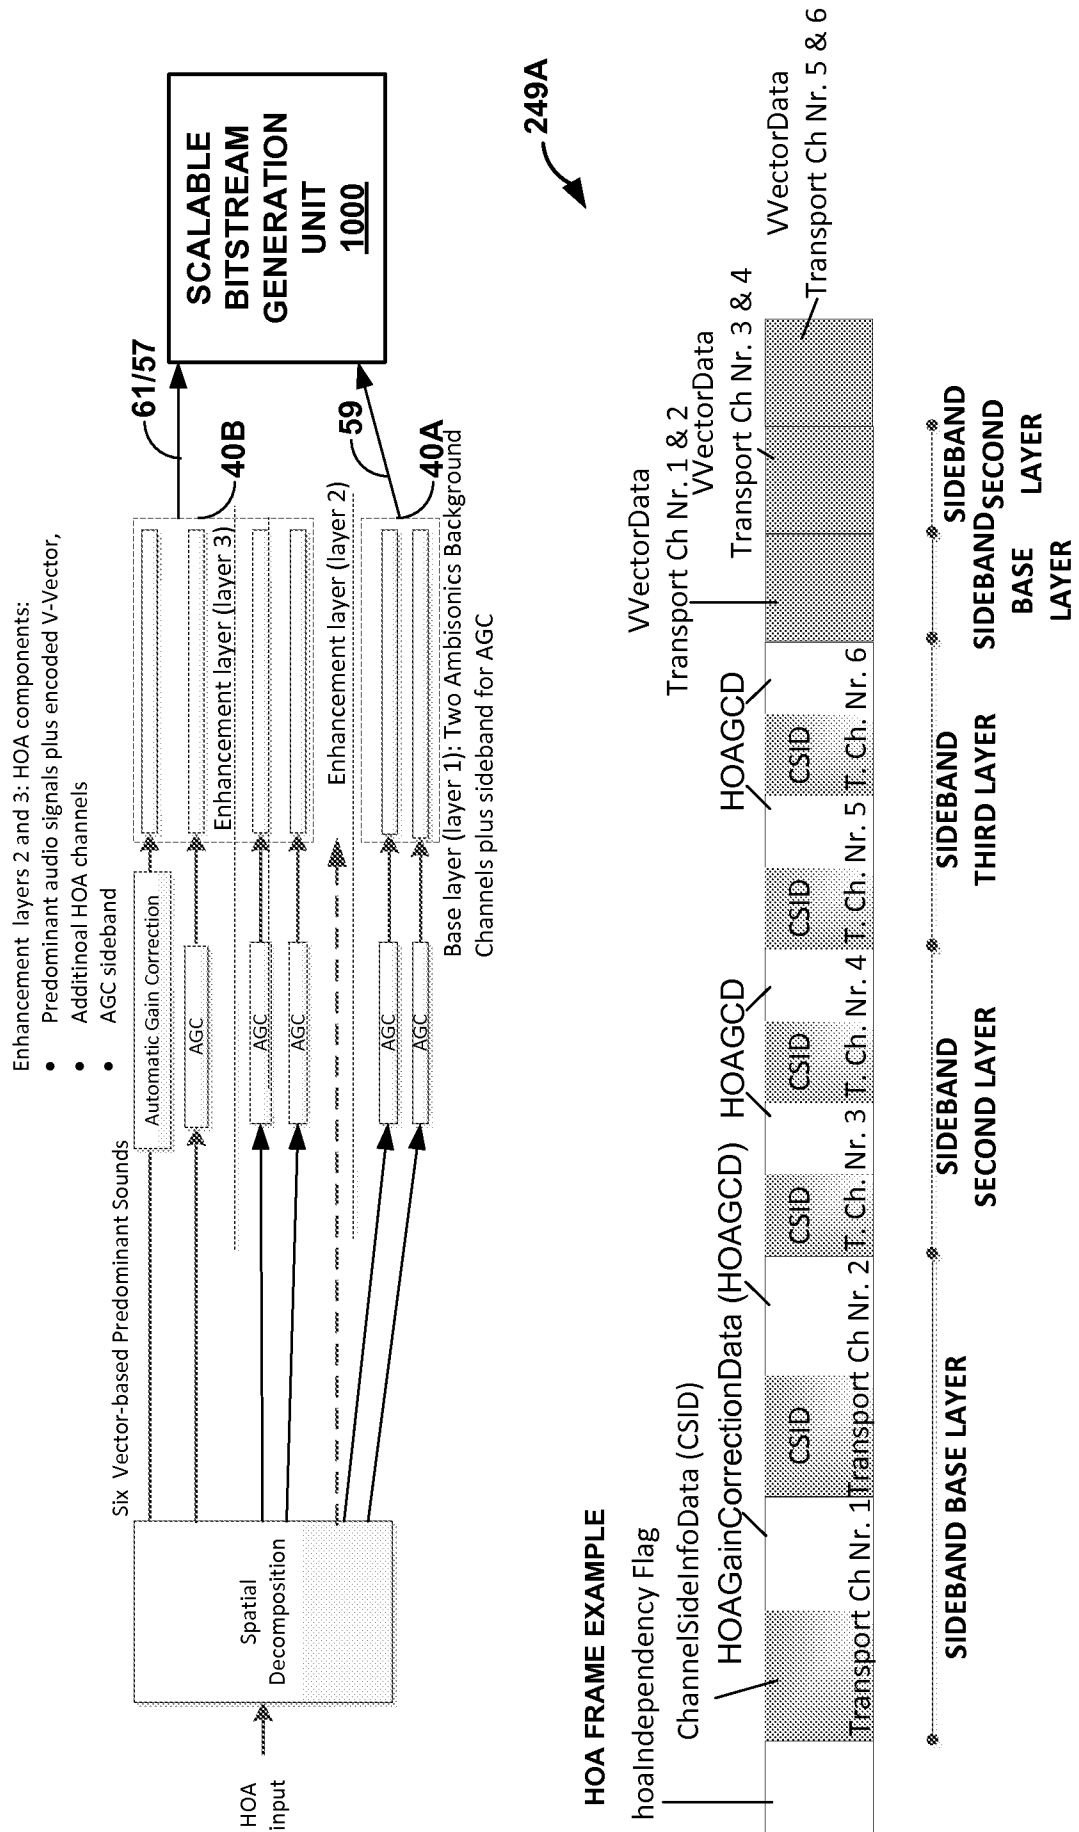 Enhancement layers 2 and 3: HOA components:
• Predominant audio signals plus encoded V-Vector,
• Additinoal HOA channels
• AGC sideband
Six Vector-based Predominant Sounds
HOA
input
Spatial
Decomposition
Automatic Gain Correction
AGC
AGC
AGC
AGC
AGC
Enhancement layer (layer 3)
Enhancement layer (layer 2)
Base layer (layer 1): Two Ambisonics Background
Channels plus sideband for AGC
61/57
40B
59
40A
SCALABLE
BITSTREAM
GENERATION
UNIT
1000
249A
HOA FRAME EXAMPLE
hoaIndependency Flag
ChannelSideInfoData (CSID)
HOAGainCorrectionData (HOAGCD)
HOAGCD
HOAGCD
VVectorData
Transport Ch Nr. 1 & 2
VVectorData
Transport Ch Nr. 3 & 4
VVectorData
Transport Ch Nr. 5 & 6
CSID
CSID
CSID
CSID
CSID
Transport Ch Nr. 1
Transport Ch Nr. 2
T. Ch. Nr. 3
T. Ch. Nr. 4
T. Ch. Nr. 5
T. Ch. Nr. 6
SIDEBAND BASE LAYER
SIDEBAND
SECOND LAYER
SIDEBAND
THIRD LAYER
SIDEBAND
BASE
LAYER
SIDEBAND
SECOND
LAYER